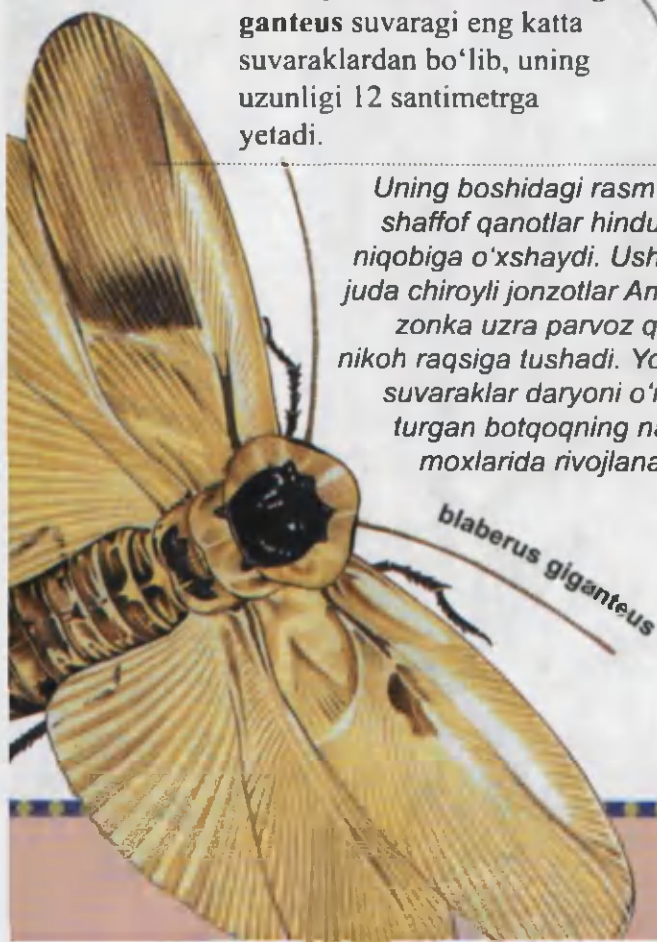 ganteus suvaragi eng katta
suvaraklardan bo‘lib, uning
uzunligi 12 santimetrga
yetadi.
Uning boshidagi rasm
shaffof qanotlar hindu
niqobiga o‘xshaydi. Ush
juda chiroyli jonzotlar Am
zonka uzra parvoz q
nikoh raqsiga tushadi. Yo
suvaraklar daryoni o‘
turgan botqoqning na
moxlarida rivojlana
blaberus giganteus